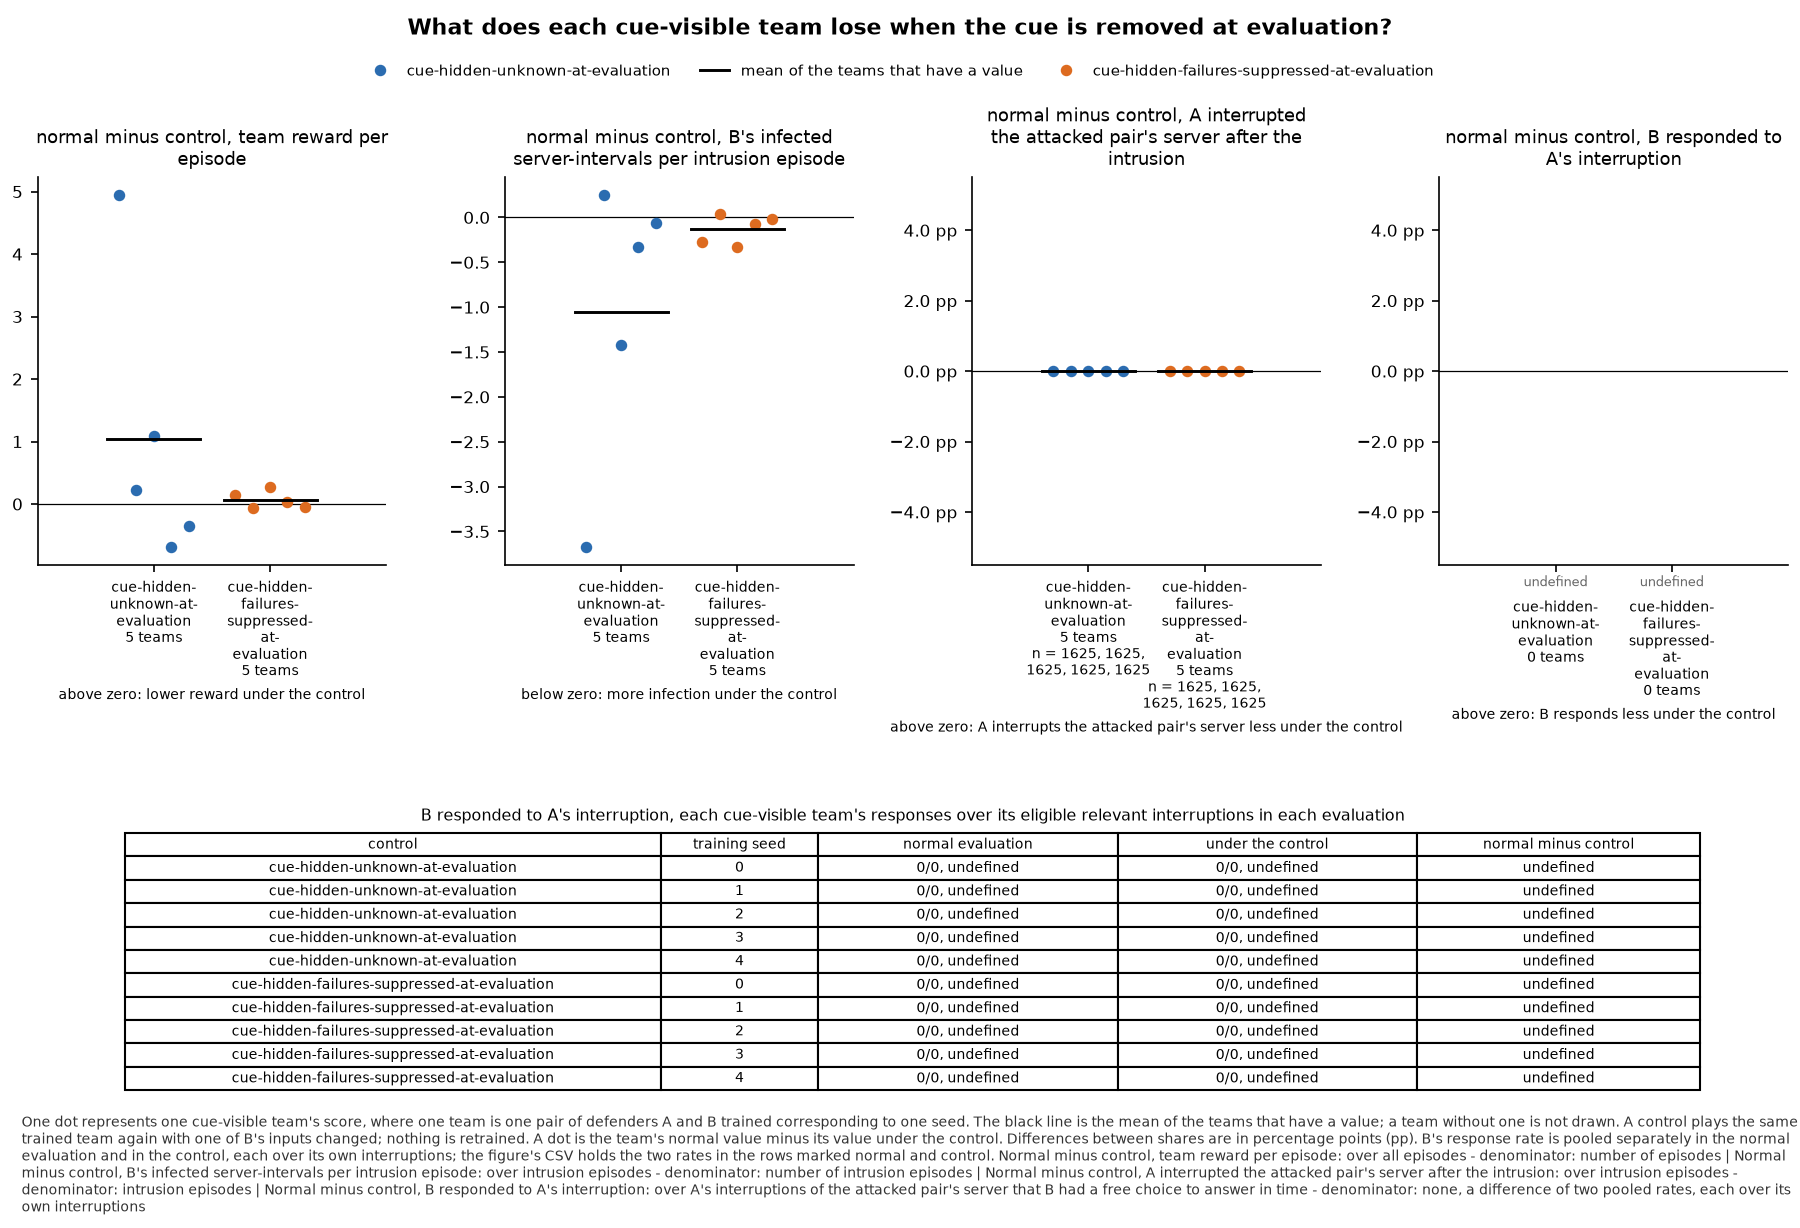 What does each cue-visible team lose when the cue is removed at evaluation?
cue-hidden-unknown-at-evaluation
mean of the teams that have a value
cue-hidden-failures-suppressed-at-evaluation
normal minus control, team reward per
episode
5
4
3
2
1
0
cue-hidden-
unknown-at-
evaluation
5 teams
cue-hidden-
failures-
suppressed-
at-
evaluation
5 teams
above zero: lower reward under the control
normal minus control, B's infected
server-intervals per intrusion episode
0.0
−0.5
−1.0
−1.5
−2.0
−2.5
−3.0
−3.5
cue-hidden-
unknown-at-
evaluation
5 teams
cue-hidden-
failures-
suppressed-
at-
evaluation
5 teams
below zero: more infection under the control
normal minus control, A interrupted
the attacked pair's server after the
intrusion
4.0 pp
2.0 pp
0.0 pp
−2.0 pp
−4.0 pp
cue-hidden-
unknown-at-
evaluation
5 teams
n = 1625, 1625,
1625, 1625, 1625
cue-hidden-
failures-
suppressed-
at-
evaluation
5 teams
n = 1625, 1625,
1625, 1625, 1625
above zero: A interrupts the attacked pair's server less under the control
normal minus control, B responded to
A's interruption
4.0 pp
2.0 pp
0.0 pp
−2.0 pp
−4.0 pp
undefined
cue-hidden-
unknown-at-
evaluation
0 teams
undefined
cue-hidden-
failures-
suppressed-
at-
evaluation
0 teams
above zero: B responds less under the control
B responded to A's interruption, each cue-visible team's responses over its eligible relevant interruptions in each evaluation
control training seed normal evaluation under the control normal minus control
cue-hidden-unknown-at-evaluation 0 0/0, undefined 0/0, undefined undefined
cue-hidden-unknown-at-evaluation 1 0/0, undefined 0/0, undefined undefined
cue-hidden-unknown-at-evaluation 2 0/0, undefined 0/0, undefined undefined
cue-hidden-unknown-at-evaluation 3 0/0, undefined 0/0, undefined undefined
cue-hidden-unknown-at-evaluation 4 0/0, undefined 0/0, undefined undefined
cue-hidden-failures-suppressed-at-evaluation 0 0/0, undefined 0/0, undefined undefined
cue-hidden-failures-suppressed-at-evaluation 1 0/0, undefined 0/0, undefined undefined
cue-hidden-failures-suppressed-at-evaluation 2 0/0, undefined 0/0, undefined undefined
cue-hidden-failures-suppressed-at-evaluation 3 0/0, undefined 0/0, undefined undefined
cue-hidden-failures-suppressed-at-evaluation 4 0/0, undefined 0/0, undefined undefined
One dot represents one cue-visible team's score, where one team is one pair of defenders A and B trained corresponding to one seed. The black line is the mean of the teams that have a value; a team without one is not drawn. A control plays the same
trained team again with one of B's inputs changed; nothing is retrained. A dot is the team's normal value minus its value under the control. Differences between shares are in percentage points (pp). B's response rate is pooled separately in the normal
evaluation and in the control, each over its own interruptions; the figure's CSV holds the two rates in the rows marked normal and control. Normal minus control, team reward per episode: over all episodes - denominator: number of episodes | Normal
minus control, B's infected server-intervals per intrusion episode: over intrusion episodes - denominator: number of intrusion episodes | Normal minus control, A interrupted the attacked pair's server after the intrusion: over intrusion episodes -
denominator: intrusion episodes | Normal minus control, B responded to A's interruption: over A's interruptions of the attacked pair's server that B had a free choice to answer in time - denominator: none, a difference of two pooled rates, each over its
own interruptions